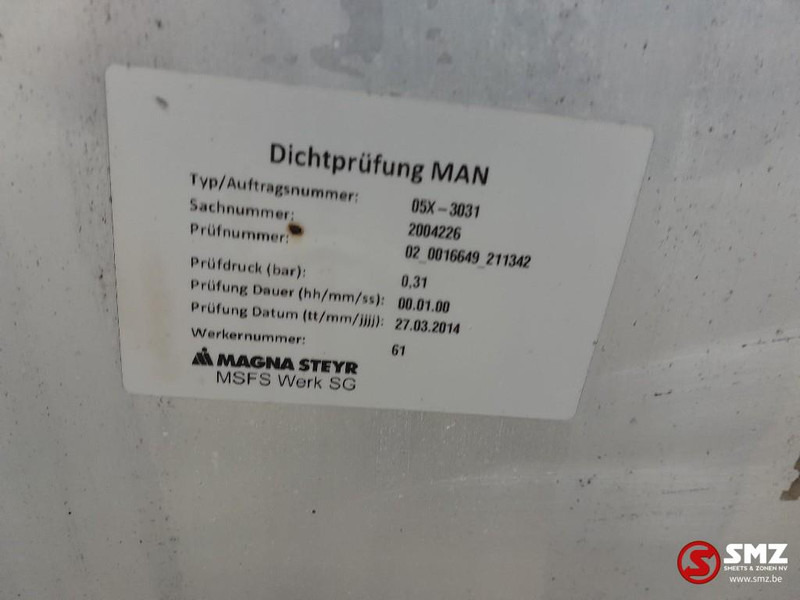 Dichtprüfung MAN
Typ/Auftragsnummer: 05X-3031
Sachnummer: 2004226
Prüfnummer: 02_0016649_211342
Prüfdruck (bar): 0,31
Prüfung Dauer (hh/mm/ss): 00.01.00
Prüfung Datum (tt/mm/jjjj): 27.03.2014
Werkernummer: 61
MAGNA STEYR
MSFS Werk SG
SMZ
SMEETS & ZONEN NV
www.smz.be